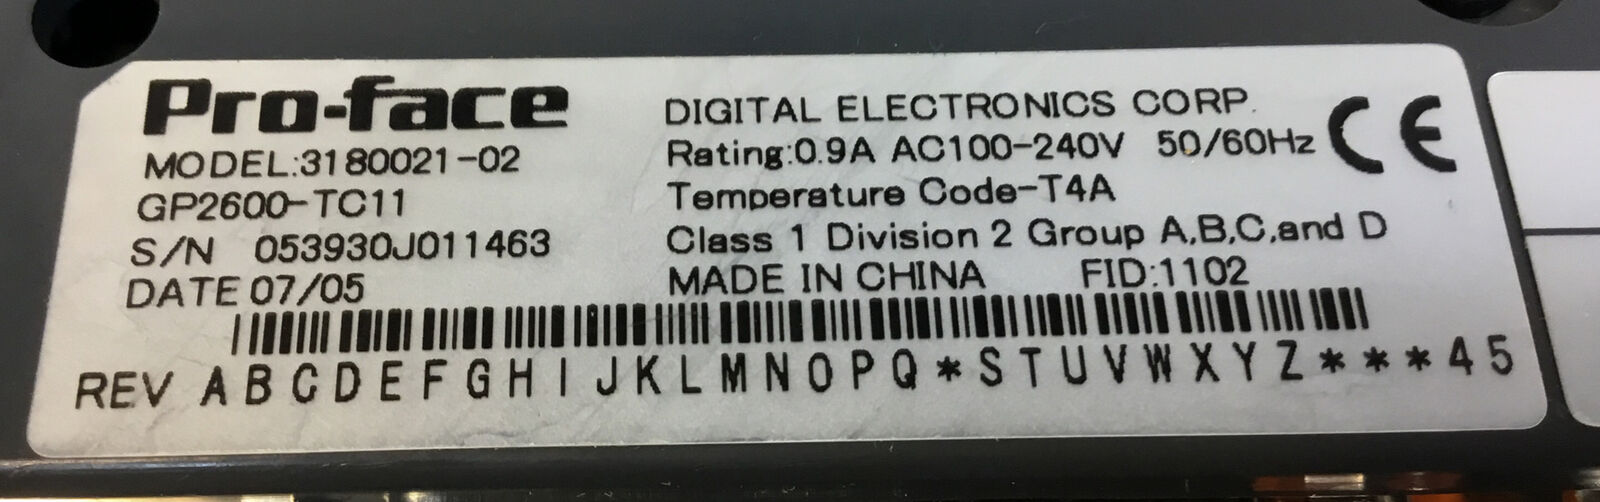 Pro-face
MODEL:3180021-02
GP2600-TC11
S/N 053930J011463
DATE 07/05
DIGITAL ELECTRONICS CORP.
Rating:0.9A AC100-240V 50/60Hz
CE
Temperature Code-T4A
Class 1 Division 2 Group A,B,C,and D
MADE IN CHINA FID:1102
REV A B C D E F G H I J K L M N O P Q * S T U V W X Y Z * * * 4 5